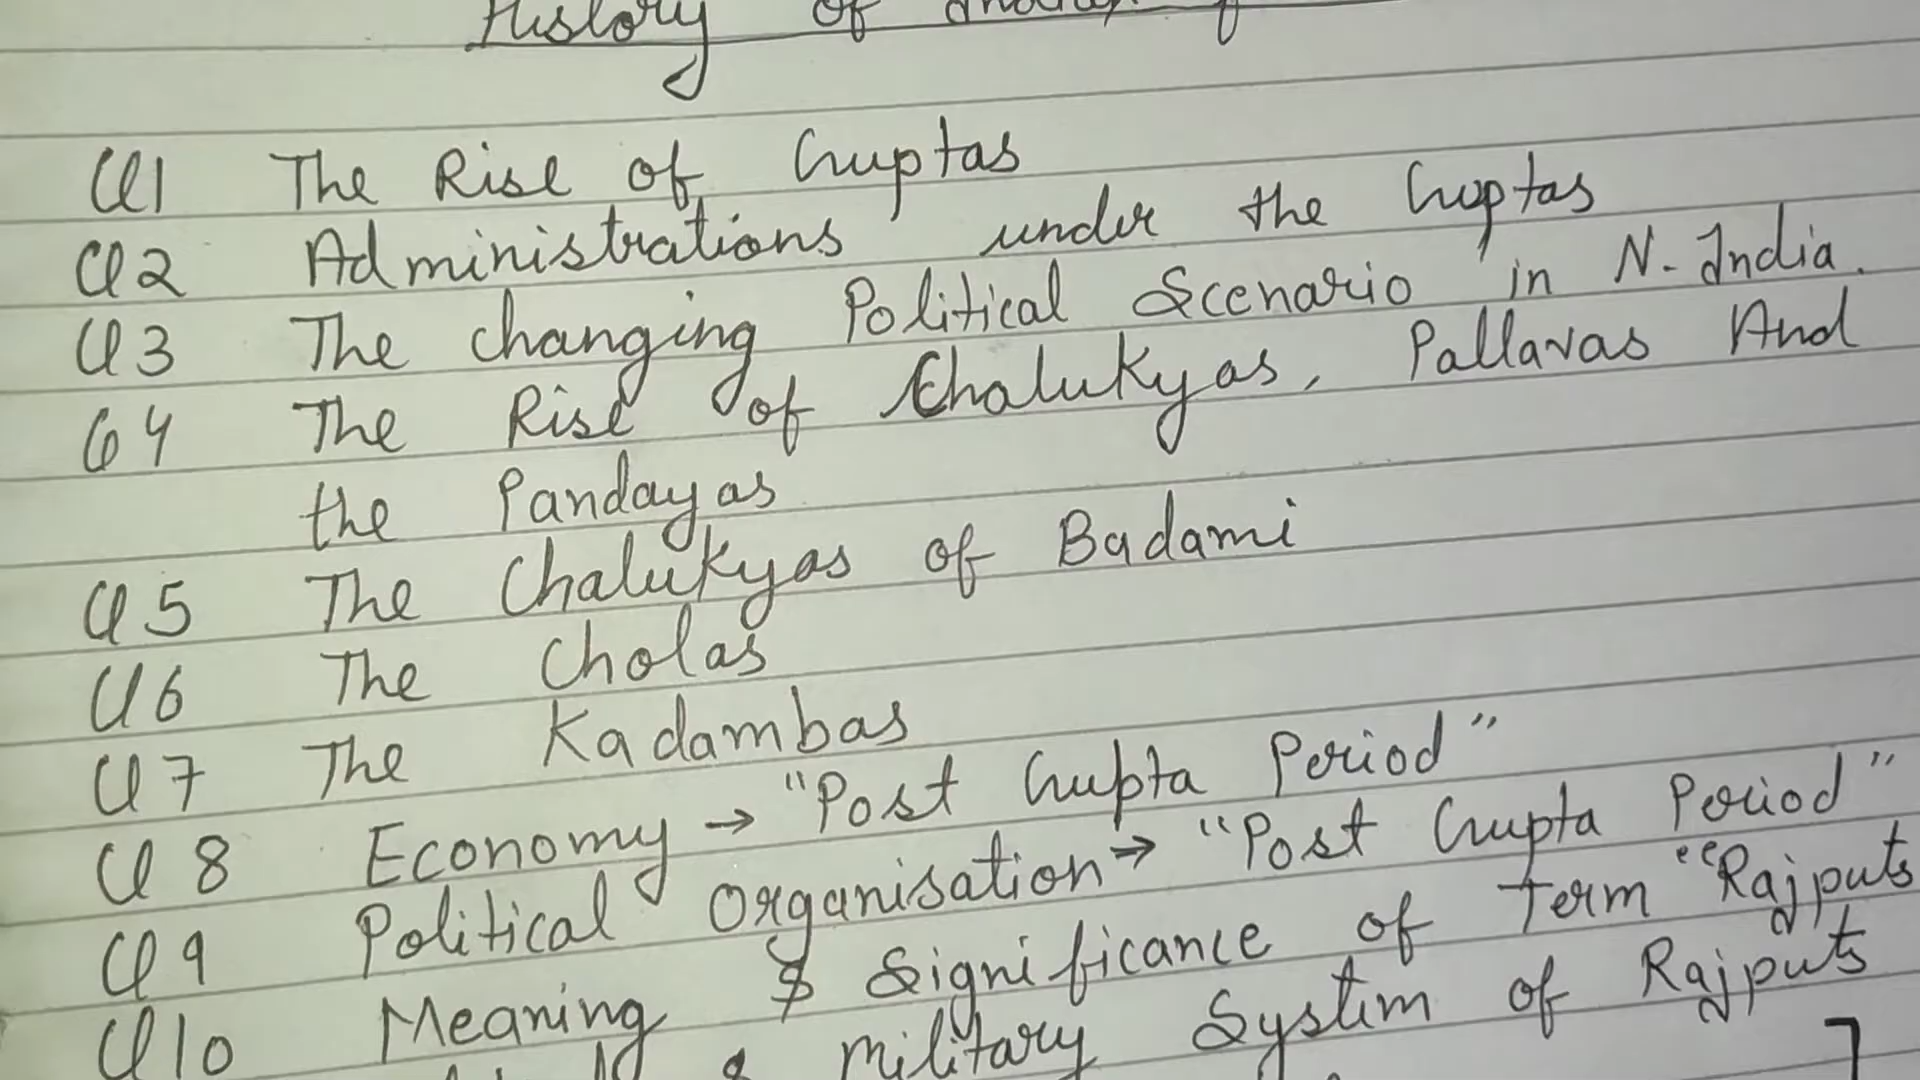 History of
U1 The Rise of Guptas
U2 Administrations under the Guptas
U3 The changing Political Scenario in N. India.
U4 The Rise of Chalukyas, Pallavas And
the Pandayas
U5 The Chalukyas of Badami
U6 The Cholas
U7 The Kadambas
U8 Economy → "Post Gupta Period"
U9 Political Organisation → "Post Gupta Period"
U10 Meaning & Significance of Term "Rajputs
military System of Rajputs